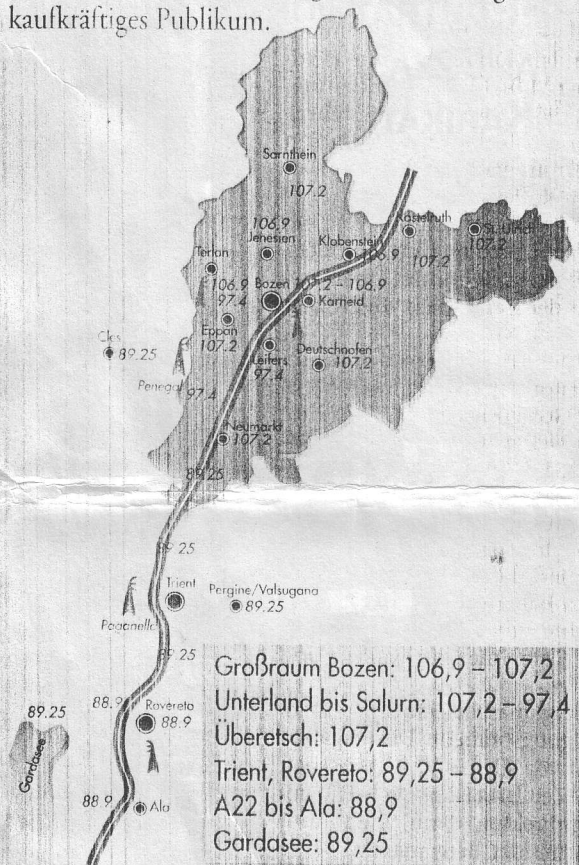 kaufkräftiges Publikum.
Sarnthein
107.2
106.9
Jenesien
Klobenstein
106.9
Kastelruth
107.2
St. Ulrich
107.2
Terlan
106.9
97.4
Bozen 107.2 – 106.9
Karneid
Eppan
107.2
Leifers
97.4
Deutschnofen
107.2
Cles
89.25
Penegal
97.4
Neumarkt
107.2
89.25
89 25
Trient
Pergine/Valsugana
89.25
Paganella
89.25
88.9
Rovereto
88.9
89.25
Gardasee
88.9
Ala
Großraum Bozen: 106,9 – 107,2
Unterland bis Salurn: 107,2 – 97,4
Überetsch: 107,2
Trient, Rovereto: 89,25 – 88,9
A22 bis Ala: 88,9
Gardasee: 89,25